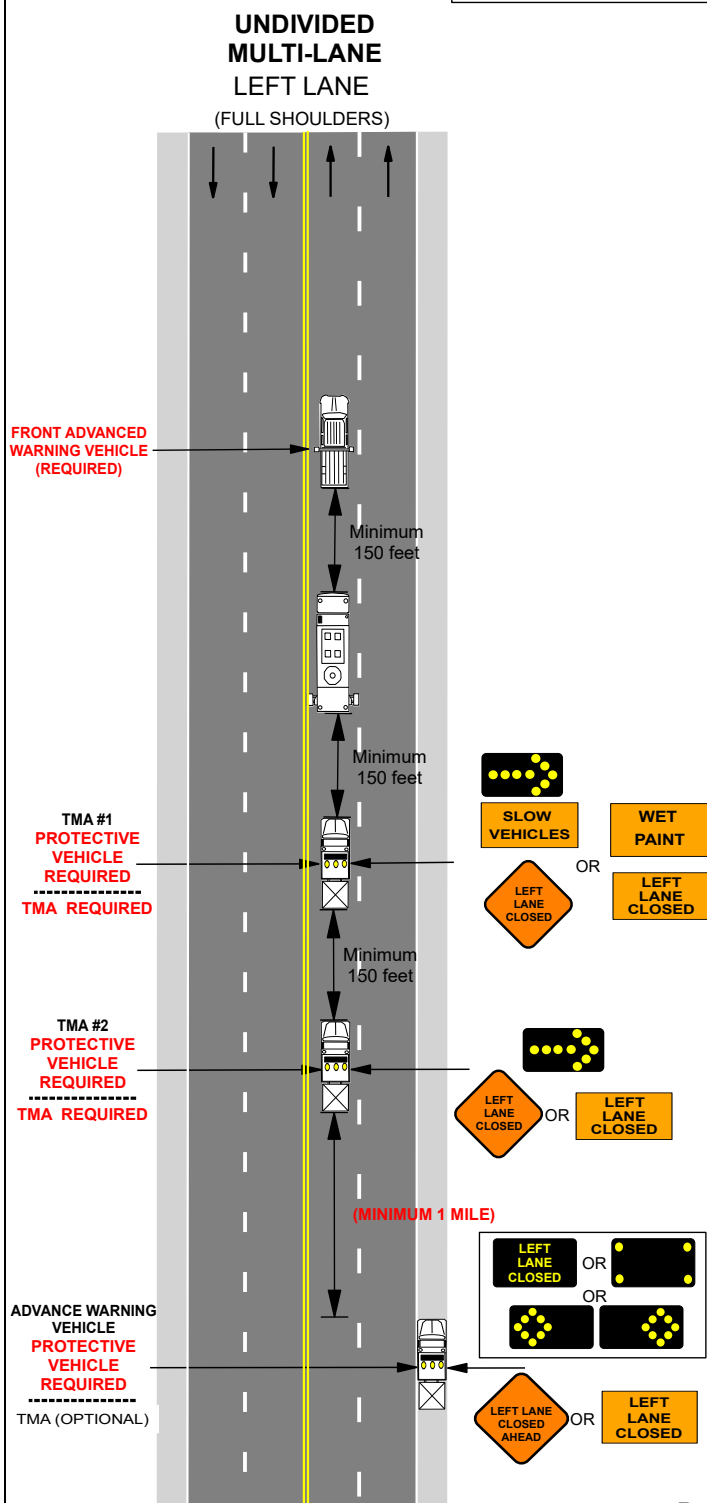 UNDIVIDED
MULTI-LANE
LEFT LANE
(FULL SHOULDERS)
FRONT ADVANCED
WARNING VEHICLE
(REQUIRED)
Minimum
150 feet
Minimum
150 feet
TMA #1
PROTECTIVE
VEHICLE
REQUIRED
TMA REQUIRED
SLOW
VEHICLES
WET
PAINT
LEFT
LANE
CLOSED
OR
LEFT
LANE
CLOSED
Minimum
150 feet
TMA #2
PROTECTIVE
VEHICLE
REQUIRED
TMA REQUIRED
LEFT
LANE
CLOSED
OR
LEFT
LANE
CLOSED
(MINIMUM 1 MILE)
LEFT
LANE
CLOSED
OR
OR
ADVANCE WARNING
VEHICLE
PROTECTIVE
VEHICLE
REQUIRED
TMA (OPTIONAL)
LEFT LANE
CLOSED
AHEAD
OR
LEFT
LANE
CLOSED